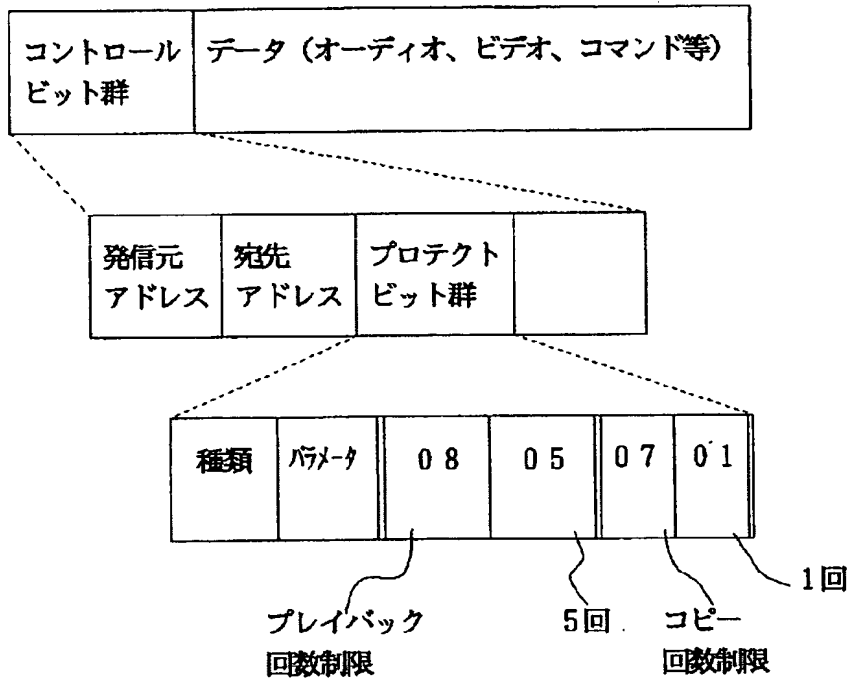 コントロール
ビット群
データ（オーディオ、ビデオ、コマンド等）
発信元
アドレス
宛先
アドレス
プロテクト
ビット群
種類
パラメータ
08
05
07
01
1回
プレイバック
回数制限
5回
コピー
回数制限